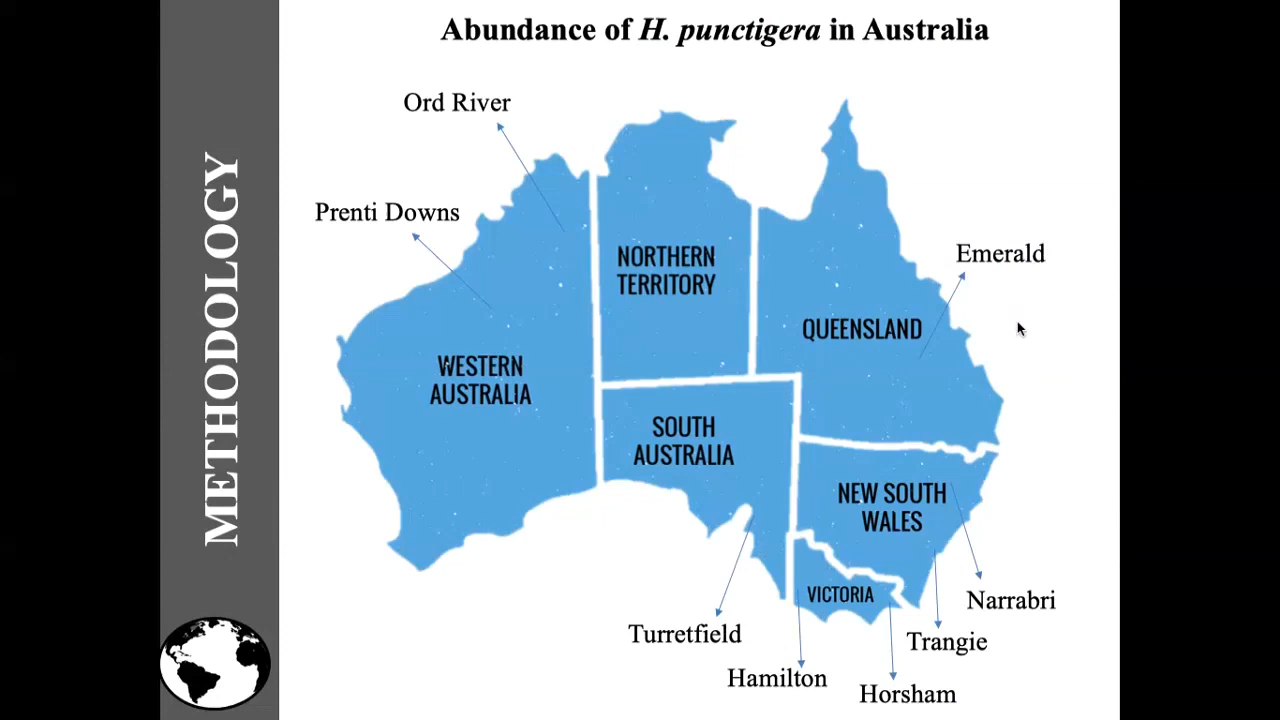 Abundance of H. punctigera in Australia
METHODOLOGY
Ord River
Prenti Downs
NORTHERN
TERRITORY
Emerald
QUEENSLAND
WESTERN
AUSTRALIA
SOUTH
AUSTRALIA
NEW SOUTH
WALES
VICTORIA
Narrabri
Turretfield
Trangie
Hamilton
Horsham